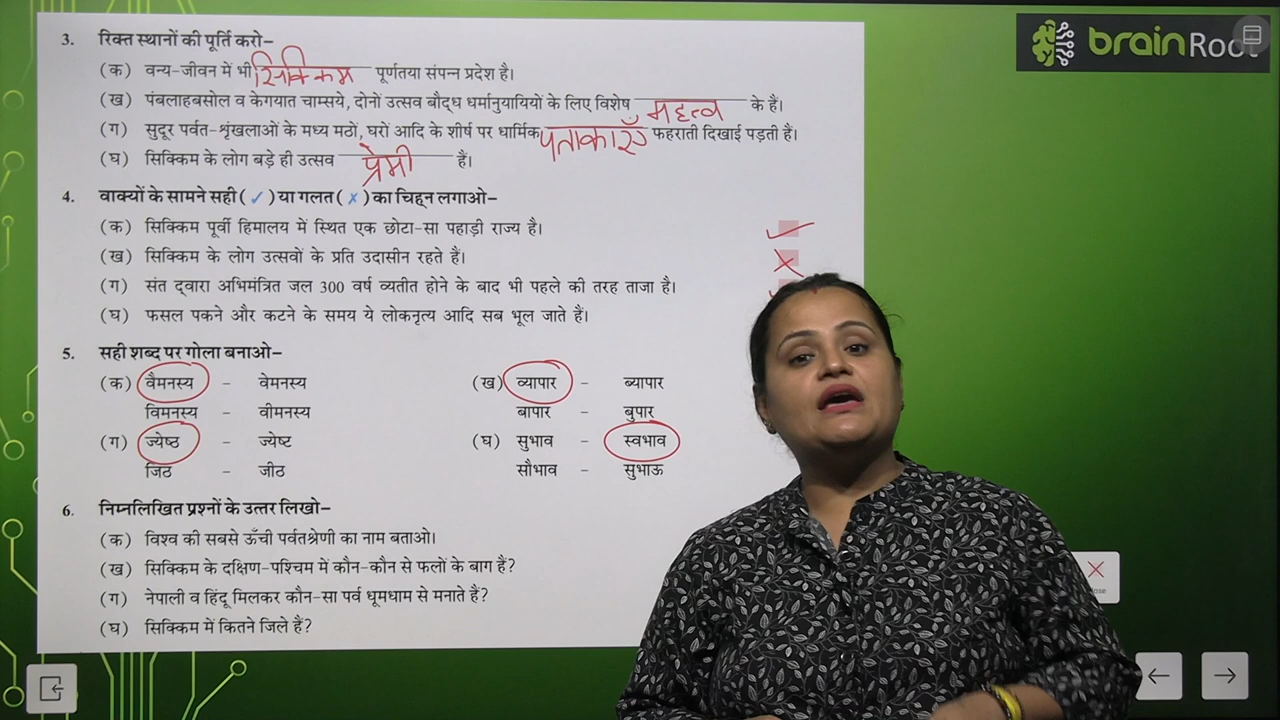 brainRoot
3. रिक्त स्थानों की पूर्ति करो–
(क) वन्य-जीवन में भी सिक्किम पूर्णतया संपन्न प्रदेश है।
(ख) पंबलाहबसोल व केगयात चाम्सये, दोनों उत्सव बौद्ध धर्मानुयायियों के लिए विशेष महत्व के हैं।
(ग) सुदूर पर्वत-शृंखलाओं के मध्य मठों, घरों आदि के शीर्ष पर धार्मिक पताकाएँ फहराती दिखाई पड़ती हैं।
(घ) सिक्किम के लोग बड़े ही उत्सव प्रेमी हैं।
4. वाक्यों के सामने सही (✓) या गलत (✗) का चिह्न लगाओ–
(क) सिक्किम पूर्वी हिमालय में स्थित एक छोटा-सा पहाड़ी राज्य है। ✓
(ख) सिक्किम के लोग उत्सवों के प्रति उदासीन रहते हैं। ✗
(ग) संत द्वारा अभिमंत्रित जल 300 वर्ष व्यतीत होने के बाद भी पहले की तरह ताजा है।
(घ) फसल पकने और कटने के समय ये लोकनृत्य आदि सब भूल जाते हैं।
5. सही शब्द पर गोला बनाओ–
(क) वैमनस्य – वेमनस्य (ख) व्यापार – ब्यापार
विमनस्य – वीमनस्य बापार – बुपार
(ग) ज्येष्ठ – ज्येष्ट (घ) सुभाव – स्वभाव
जिठ – जीठ सौभाव – सुभाऊ
6. निम्नलिखित प्रश्नों के उत्तर लिखो–
(क) विश्व की सबसे ऊँची पर्वतश्रेणी का नाम बताओ।
(ख) सिक्किम के दक्षिण-पश्चिम में कौन-कौन से फलों के बाग हैं?
(ग) नेपाली व हिंदू मिलकर कौन-सा पर्व धूमधाम से मनाते हैं?
(घ) सिक्किम में कितने जिले हैं?